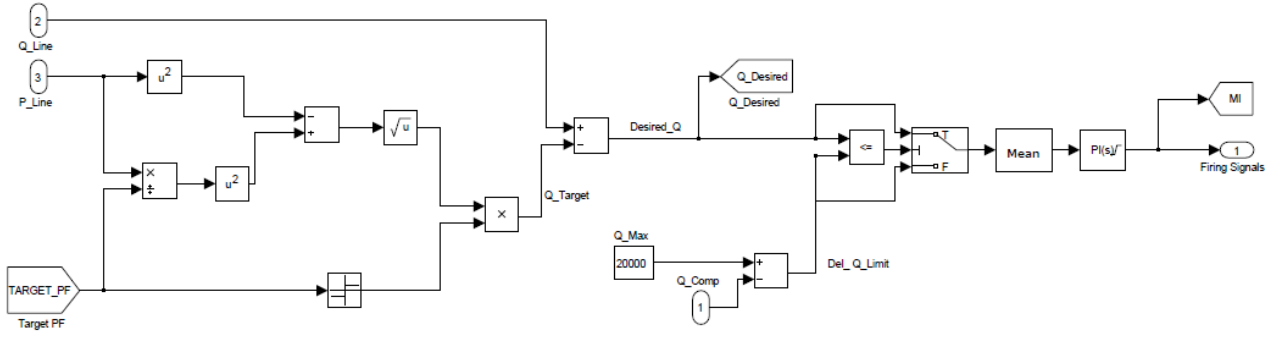 2
Q_Line
3
P_Line
u²
−
+
√u
×
÷
u²
TARGET_PF
Target PF
×
Q_Target
+
−
Desired_Q
Q_Desired
Q_Desired
<=
T
F
Mean
PI(s)
MI
1
Firing Signals
Q_Max
20000
+
−
Q_Comp
1
Del_ Q_Limit